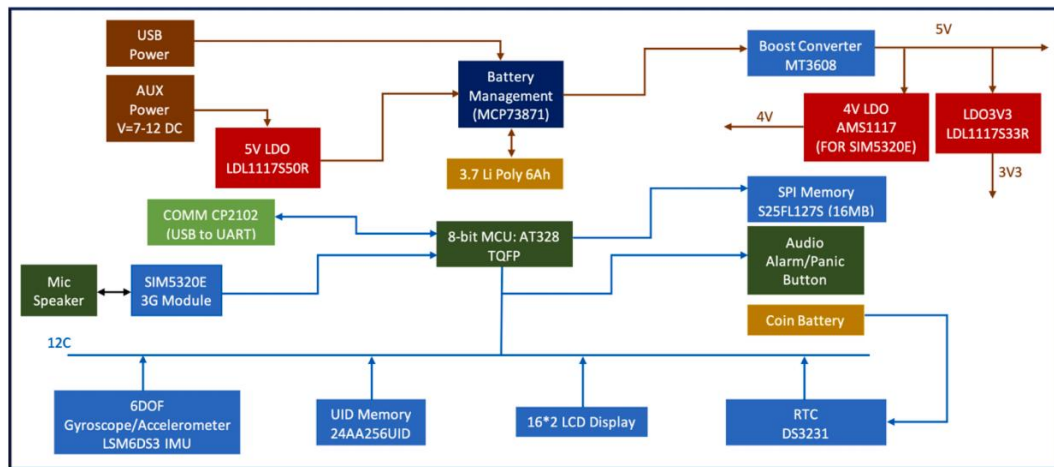 USB
Power
AUX
Power
V=7-12 DC
5V LDO
LDL1117S50R
Battery
Management
(MCP73871)
3.7 Li Poly 6Ah
Boost Converter
MT3608
5V
4V
4V LDO
AMS1117
(FOR SIM5320E)
LDO3V3
LDL1117S33R
3V3
COMM CP2102
(USB to UART)
8-bit MCU: AT328
TQFP
SPI Memory
S25FL127S (16MB)
Audio
Alarm/Panic
Button
Mic
Speaker
SIM5320E
3G Module
Coin Battery
12C
6DOF
Gyroscope/Accelerometer
LSM6DS3 IMU
UID Memory
24AA256UID
16*2 LCD Display
RTC
DS3231